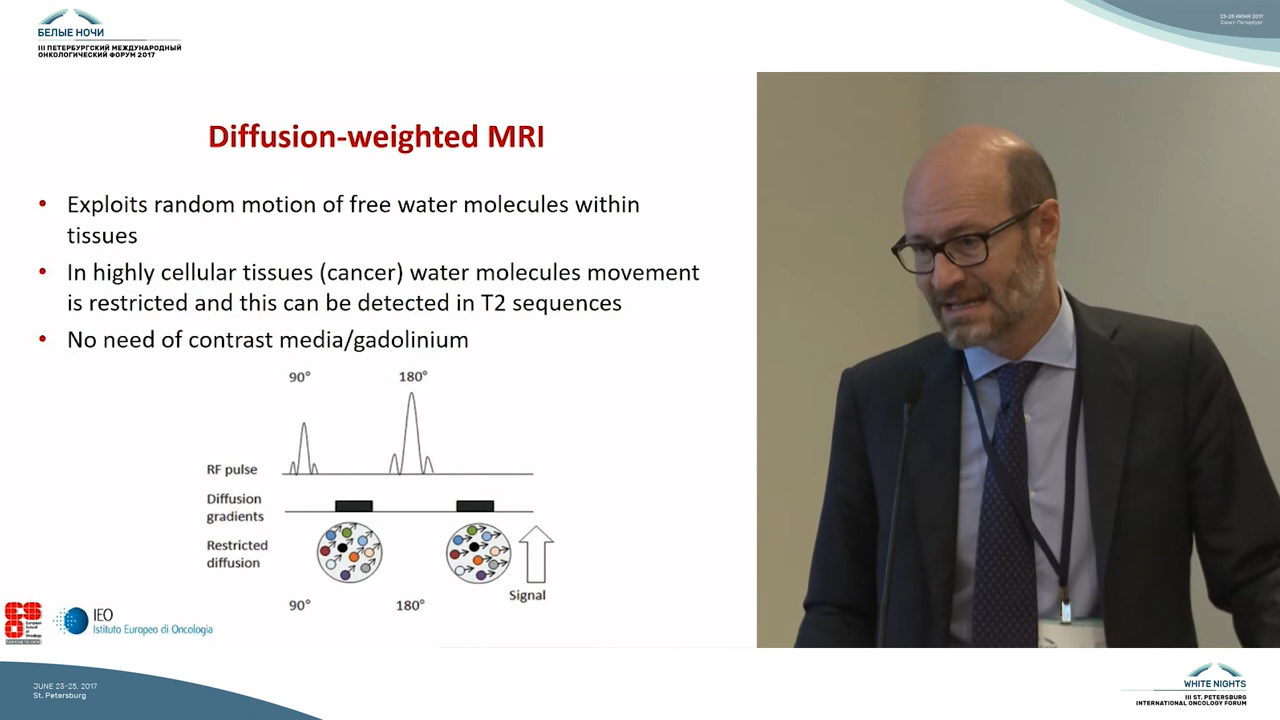 БЕЛЫЕ НОЧИ
III ПЕТЕРБУРГСКИЙ МЕЖДУНАРОДНЫЙ
ОНКОЛОГИЧЕСКИЙ ФОРУМ 2017
23-25 ИЮНЯ 2017
Санкт-Петербург
Diffusion-weighted MRI
• Exploits random motion of free water molecules within
tissues
• In highly cellular tissues (cancer) water molecules movement
is restricted and this can be detected in T2 sequences
• No need of contrast media/gadolinium
90° 180°
RF pulse
Diffusion
gradients
Restricted
diffusion
Signal
90° 180°
European
School
of
Oncology
IEO
Istituto Europeo di Oncologia
JUNE 23-25, 2017
St. Petersburg
WHITE NIGHTS
III ST. PETERSBURG
INTERNATIONAL ONCOLOGY FORUM